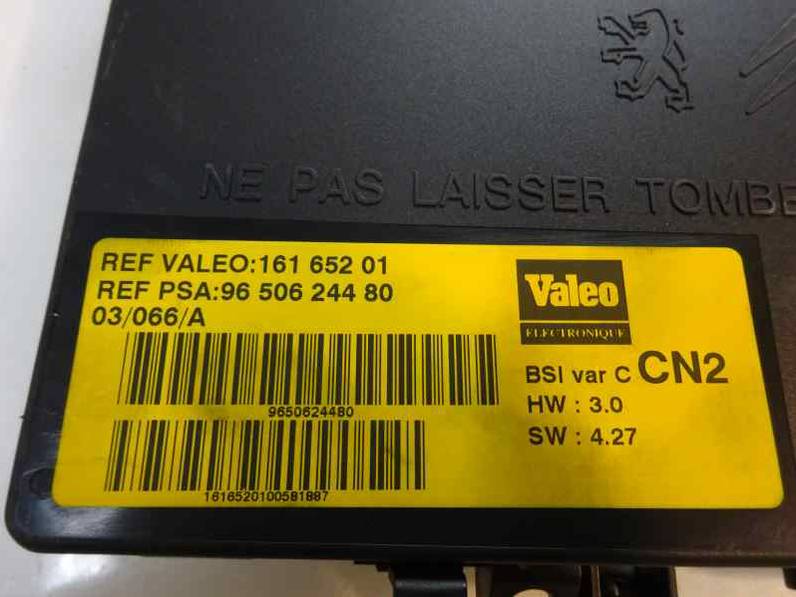 NE PAS LAISSER TOMBE
REF VALEO:161 652 01
REF PSA:96 506 244 80
03/066/A
Valeo
ELECTRONIQUE
9650624480
BSI var C CN2
HW : 3.0
SW : 4.27
1616520100581887